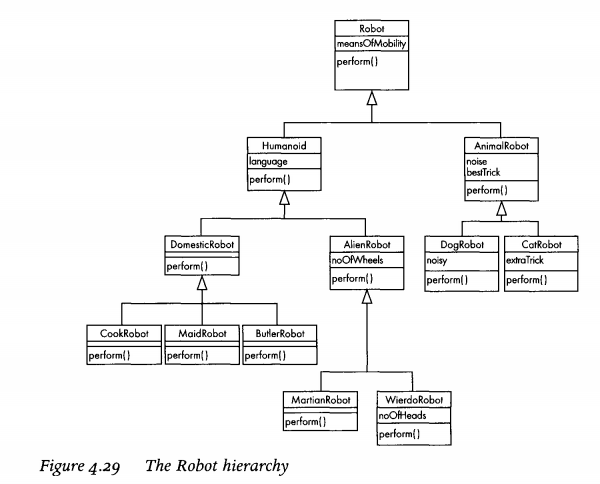 Robot
meansOfMobility
perform()
Humanoid
language
perform()
AnimalRobot
noise
bestTrick
perform()
DomesticRobot
perform()
AlienRobot
noOfWheels
perform()
DogRobot
noisy
perform()
CatRobot
extraTrick
perform()
CookRobot
perform()
MaidRobot
perform()
ButlerRobot
perform()
MartianRobot
perform()
WierdoRobot
noOfHeads
perform()
Figure 4.29 The Robot hierarchy